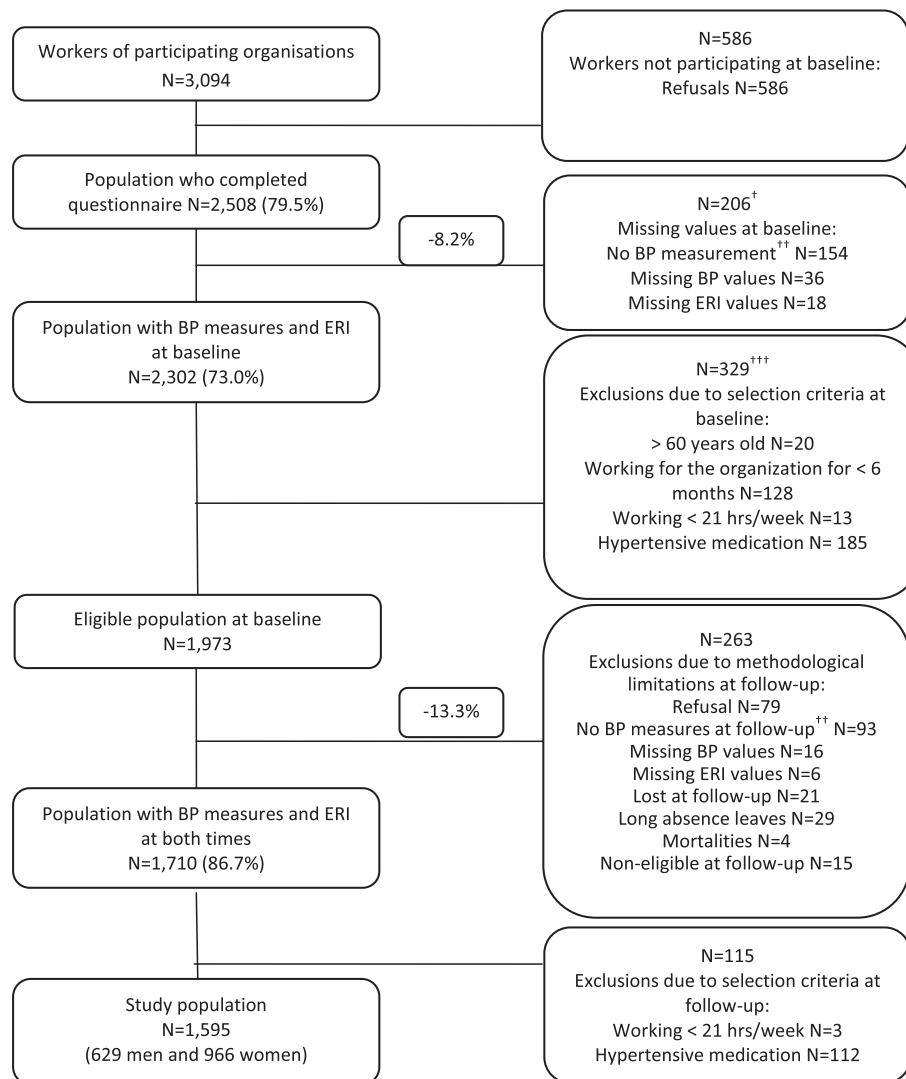 Workers of participating organisations
N=3,094
N=586
Workers not participating at baseline:
Refusals N=586
Population who completed
questionnaire N=2,508 (79.5%)
-8.2%
N=206†
Missing values at baseline:
No BP measurement†† N=154
Missing BP values N=36
Missing ERI values N=18
Population with BP measures and ERI
at baseline
N=2,302 (73.0%)
N=329†††
Exclusions due to selection criteria at
baseline:
> 60 years old N=20
Working for the organization for < 6
months N=128
Working < 21 hrs/week N=13
Hypertensive medication N= 185
Eligible population at baseline
N=1,973
-13.3%
N=263
Exclusions due to methodological
limitations at follow-up:
Refusal N=79
No BP measures at follow-up†† N=93
Missing BP values N=16
Missing ERI values N=6
Lost at follow-up N=21
Long absence leaves N=29
Mortalities N=4
Non-eligible at follow-up N=15
Population with BP measures and ERI
at both times
N=1,710 (86.7%)
N=115
Exclusions due to selection criteria at
follow-up:
Working < 21 hrs/week N=3
Hypertensive medication N=112
Study population
N=1,595
(629 men and 966 women)